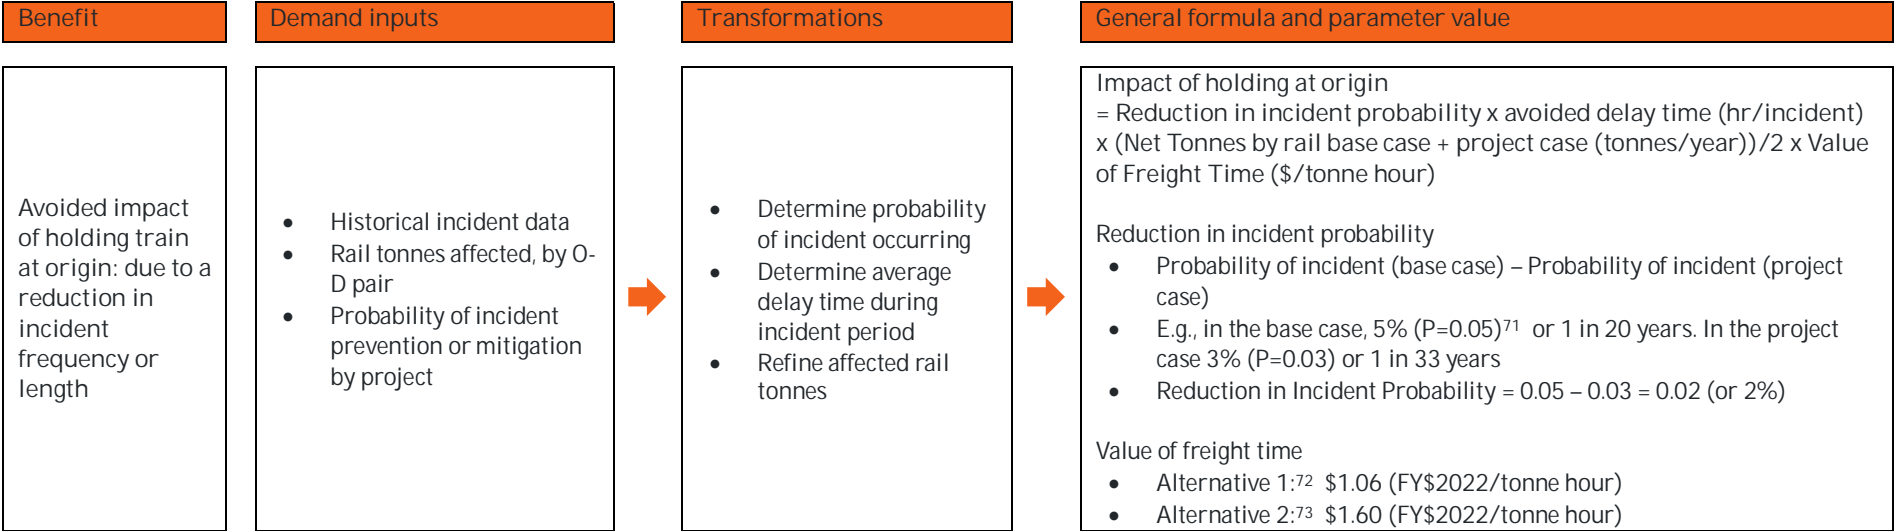 Benefit
Demand inputs
Transformations
General formula and parameter value
Avoided impact
of holding train
at origin: due to a
reduction in
incident
frequency or
length
• Historical incident data
• Rail tonnes affected, by O-
D pair
• Probability of incident
prevention or mitigation
by project
• Determine probability
of incident occurring
• Determine average
delay time during
incident period
• Refine affected rail
tonnes
Impact of holding at origin
= Reduction in incident probability x avoided delay time (hr/incident)
x (Net Tonnes by rail base case + project case (tonnes/year))/2 x Value
of Freight Time ($/tonne hour)
Reduction in incident probability
• Probability of incident (base case) – Probability of incident (project
case)
• E.g., in the base case, 5% (P=0.05)71 or 1 in 20 years. In the project
case 3% (P=0.03) or 1 in 33 years
• Reduction in Incident Probability = 0.05 – 0.03 = 0.02 (or 2%)
Value of freight time
• Alternative 1:72 $1.06 (FY$2022/tonne hour)
• Alternative 2:73 $1.60 (FY$2022/tonne hour)